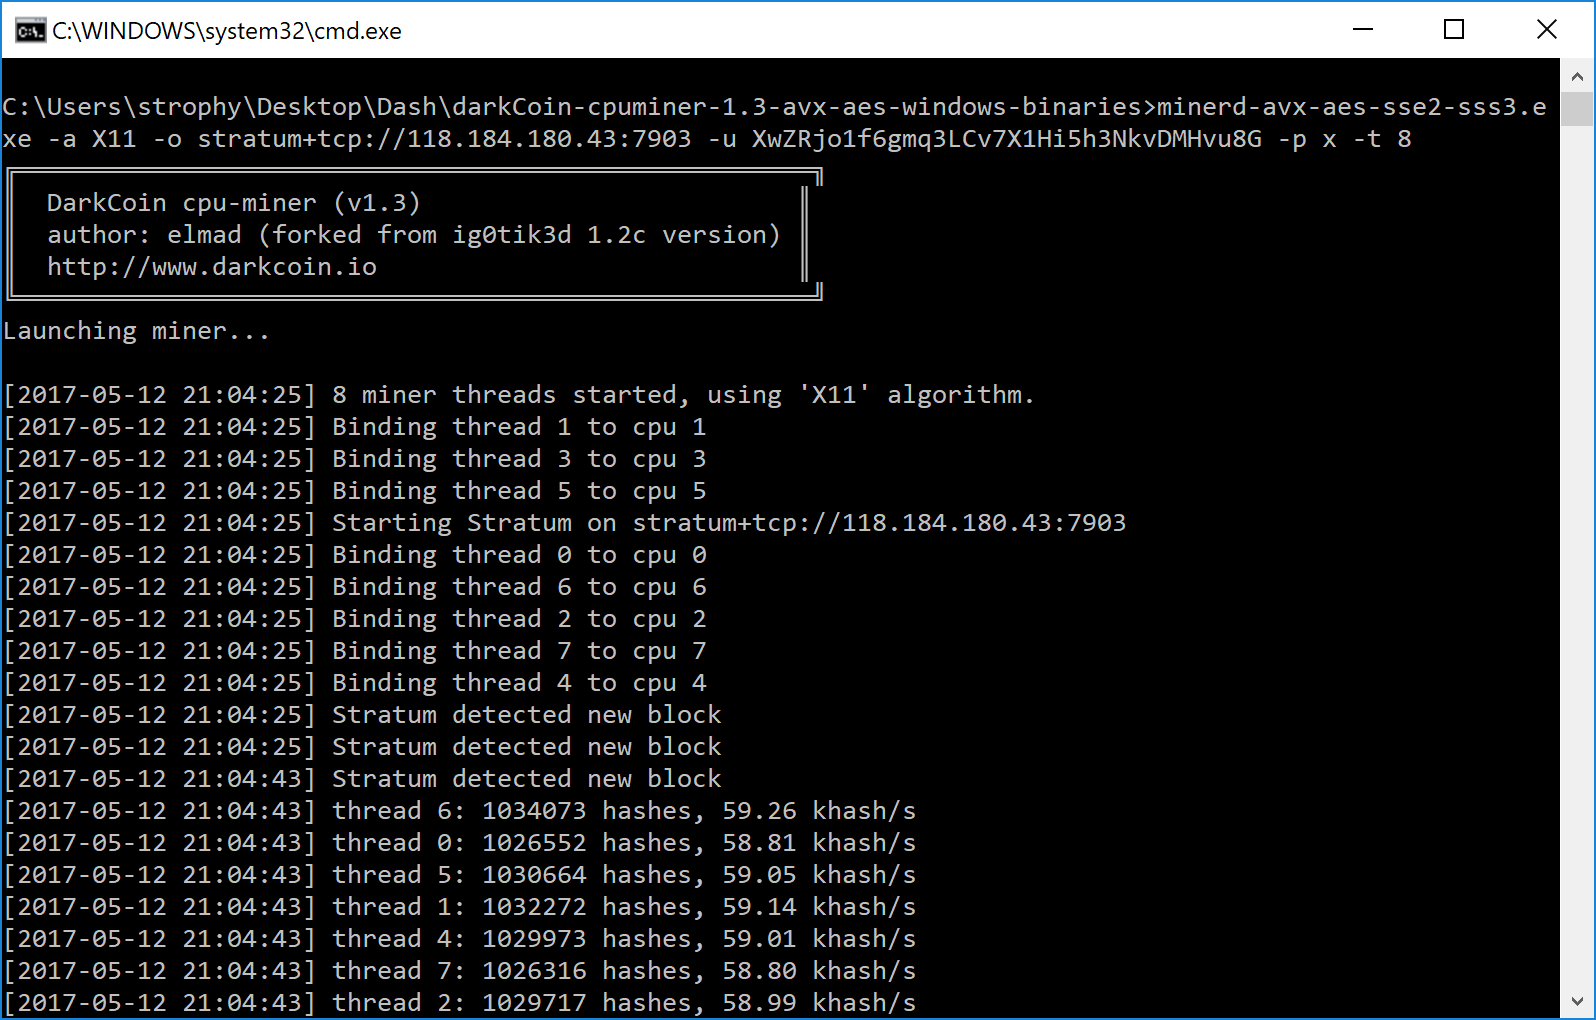 C:\WINDOWS\system32\cmd.exe
C:\Users\strophy\Desktop\Dash\darkCoin-cpuminer-1.3-avx-aes-windows-binaries>minerd-avx-aes-sse2-sss3.e
xe -a X11 -o stratum+tcp://118.184.180.43:7903 -u XwZRjo1f6gmq3LCv7X1Hi5h3NkvDMHvu8G -p x -t 8
DarkCoin cpu-miner (v1.3)
author: elmad (forked from ig0tik3d 1.2c version)
http://www.darkcoin.io
Launching miner...
[2017-05-12 21:04:25] 8 miner threads started, using 'X11' algorithm.
[2017-05-12 21:04:25] Binding thread 1 to cpu 1
[2017-05-12 21:04:25] Binding thread 3 to cpu 3
[2017-05-12 21:04:25] Binding thread 5 to cpu 5
[2017-05-12 21:04:25] Starting Stratum on stratum+tcp://118.184.180.43:7903
[2017-05-12 21:04:25] Binding thread 0 to cpu 0
[2017-05-12 21:04:25] Binding thread 6 to cpu 6
[2017-05-12 21:04:25] Binding thread 2 to cpu 2
[2017-05-12 21:04:25] Binding thread 7 to cpu 7
[2017-05-12 21:04:25] Binding thread 4 to cpu 4
[2017-05-12 21:04:25] Stratum detected new block
[2017-05-12 21:04:25] Stratum detected new block
[2017-05-12 21:04:43] Stratum detected new block
[2017-05-12 21:04:43] thread 6: 1034073 hashes, 59.26 khash/s
[2017-05-12 21:04:43] thread 0: 1026552 hashes, 58.81 khash/s
[2017-05-12 21:04:43] thread 5: 1030664 hashes, 59.05 khash/s
[2017-05-12 21:04:43] thread 1: 1032272 hashes, 59.14 khash/s
[2017-05-12 21:04:43] thread 4: 1029973 hashes, 59.01 khash/s
[2017-05-12 21:04:43] thread 7: 1026316 hashes, 58.80 khash/s
[2017-05-12 21:04:43] thread 2: 1029717 hashes, 58.99 khash/s